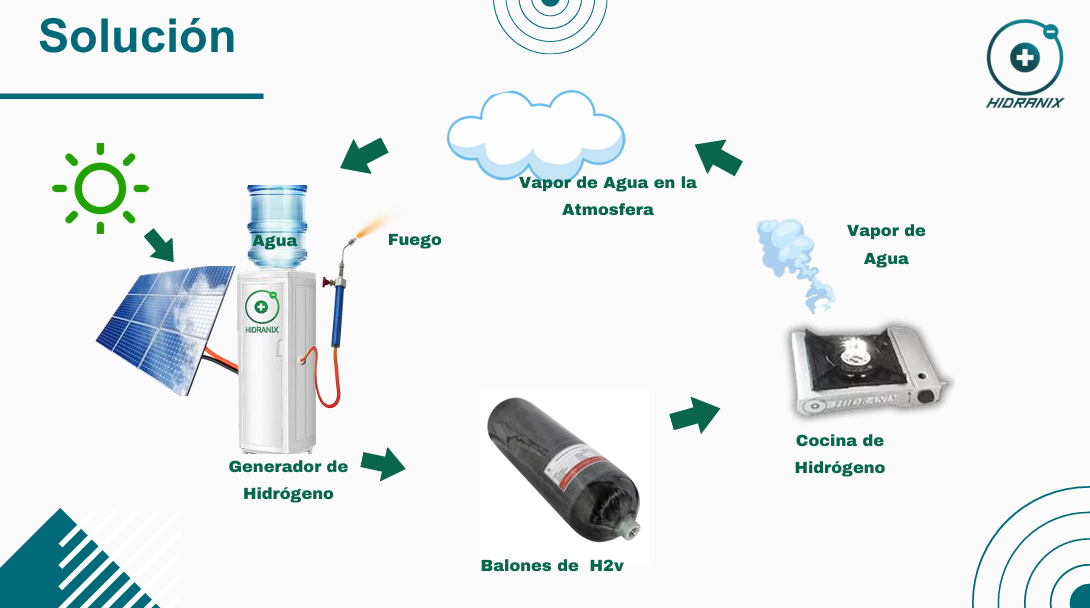 Solución
HIDRANIX
Vapor de Agua en la
Atmosfera
Agua
Fuego
HIDRANIX
Vapor de
Agua
HIDRANIX
Cocina de
Hidrógeno
Generador de
Hidrógeno
Balones de H2v